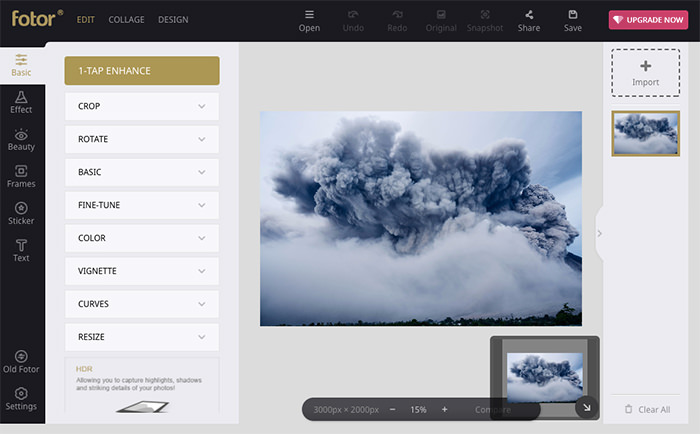 fotor®
EDIT
COLLAGE
DESIGN
Open
Undo
Redo
Original
Snapshot
Share
Save
UPGRADE NOW
Basic
Effect
Beauty
Frames
Sticker
Text
Old Fotor
Settings
1-TAP ENHANCE
CROP
ROTATE
BASIC
FINE-TUNE
COLOR
VIGNETTE
CURVES
RESIZE
HDR
Allowing you to capture highlights, shadows
and striking details of your photos!
3000px × 2000px
15%
Compare
Import
Clear All